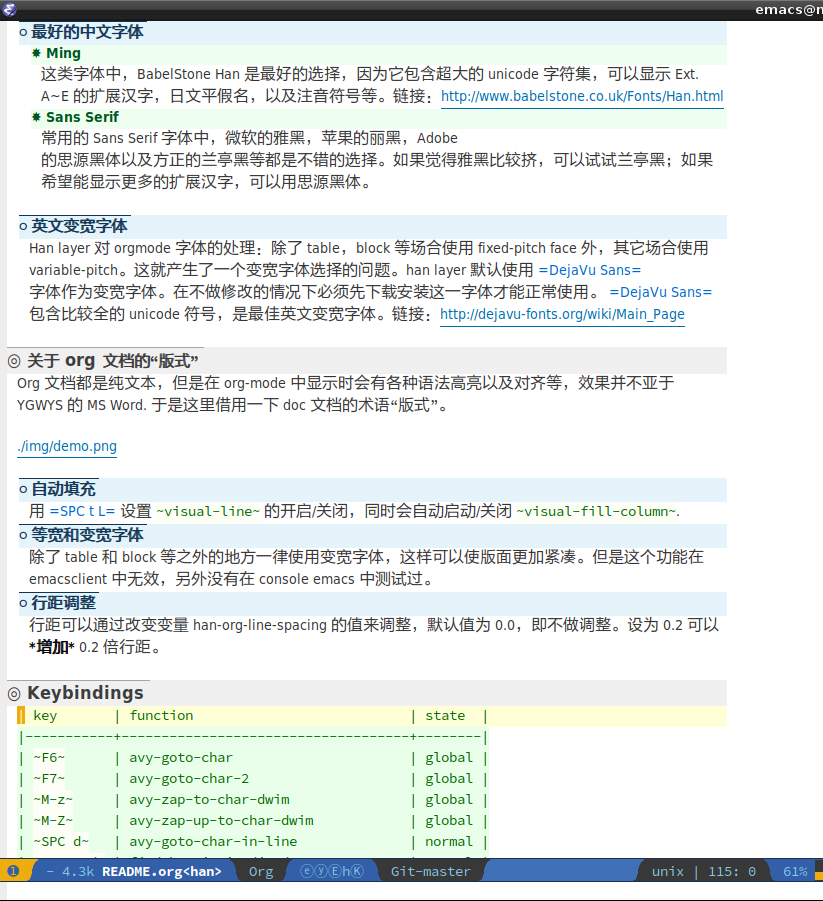 emacs@n
最好的中文字体
✸ Ming
这类字体中，BabelStone Han 是最好的选择，因为它包含超大的 unicode 字符集，可以显示 Ext.
A~E 的扩展汉字，日文平假名，以及注音符号等。链接：http://www.babelstone.co.uk/Fonts/Han.html
✸ Sans Serif
常用的 Sans Serif 字体中，微软的雅黑，苹果的丽黑，Adobe
的思源黑体以及方正的兰亭黑等都是不错的选择。如果觉得雅黑比较挤，可以试试兰亭黑；如果
希望能显示更多的扩展汉字，可以用思源黑体。
英文变宽字体
Han layer 对 orgmode 字体的处理：除了 table，block 等场合使用 fixed-pitch face 外，其它场合使用
variable-pitch。这就产生了一个变宽字体选择的问题。han layer 默认使用 =DejaVu Sans=
字体作为变宽字体。在不做修改的情况下必须先下载安装这一字体才能正常使用。 =DejaVu Sans=
包含比较全的 unicode 符号，是最佳英文变宽字体。链接：http://dejavu-fonts.org/wiki/Main_Page
◎ 关于 org 文档的“版式”
Org 文档都是纯文本，但是在 org-mode 中显示时会有各种语法高亮以及对齐等，效果并不亚于
YGWYS 的 MS Word. 于是这里借用一下 doc 文档的术语“版式”。
./img/demo.png
自动填充
用 =SPC t L= 设置 ~visual-line~ 的开启/关闭，同时会自动启动/关闭 ~visual-fill-column~.
等宽和变宽字体
除了 table 和 block 等之外的地方一律使用变宽字体，这样可以使版面更加紧凑。但是这个功能在
emacsclient 中无效，另外没有在 console emacs 中测试过。
行距调整
行距可以通过改变变量 han-org-line-spacing 的值来调整，默认值为 0.0，即不做调整。设为 0.2 可以
*增加* 0.2 倍行距。
◎ Keybindings
| key | function | state |
|-----------+------------------------------------+--------|
| ~F6~ | avy-goto-char | global |
| ~F7~ | avy-goto-char-2 | global |
| ~M-z~ | avy-zap-to-char-dwim | global |
| ~M-Z~ | avy-zap-up-to-char-dwim | global |
| ~SPC d~ | avy-goto-char-in-line | normal |
❶ - 4.3k README.org<han> Org ⓔⓨⒺⓗⓀ Git-master unix | 115: 0 61%